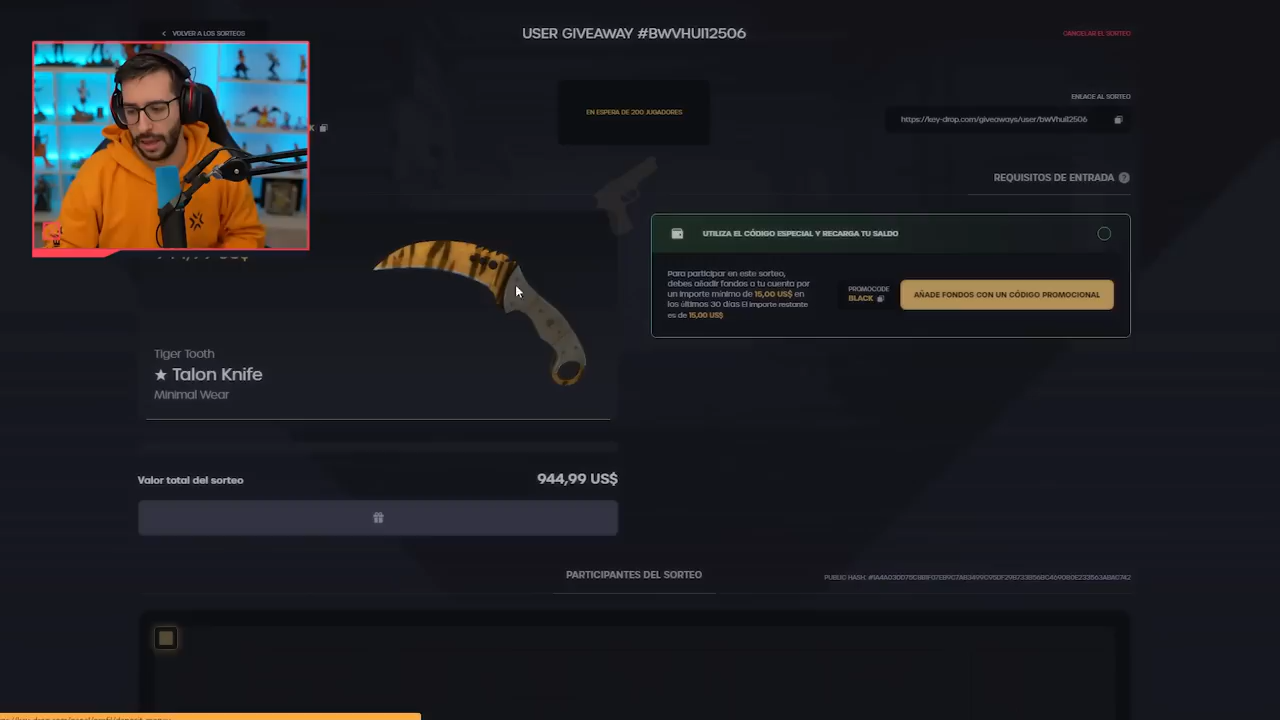 VOLVER A LOS SORTEOS
USER GIVEAWAY #BWVHUI12506
CANCELAR EL SORTEO
EN ESPERA DE 200 JUGADORES
ENLACE AL SORTEO
https://key-drop.com/giveaways/user/bwVhuI12506
REQUISITOS DE ENTRADA
UTILIZA EL CÓDIGO ESPECIAL Y RECARGA TU SALDO
Para participar en este sorteo,
debes añadir fondos a tu cuenta por
un importe mínimo de 15,00 US$ en
los últimos 30 días El importe restante
es de 15,00 US$
PROMOCODE
BLACK
AÑADE FONDOS CON UN CÓDIGO PROMOCIONAL
Tiger Tooth
★ Talon Knife
Minimal Wear
Valor total del sorteo
944,99 US$
PARTICIPANTES DEL SORTEO
PUBLIC HASH: